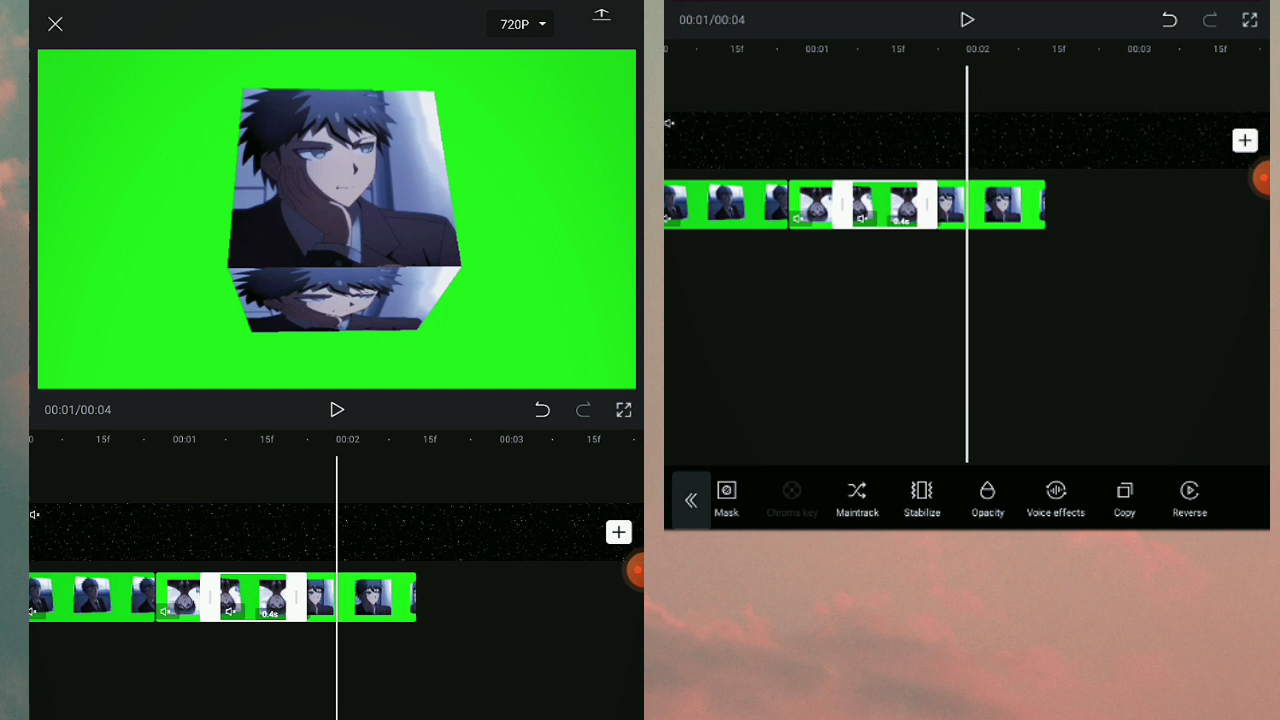 720P
00:01/00:04
0
15f
00:01
15f
00:02
15f
00:03
15f
0.4s
00:01/00:04
0
15f
00:01
15f
00:02
15f
00:03
15f
0.4s
Mask
Chroma key
Maintrack
Stabilize
Opacity
Voice effects
Copy
Reverse